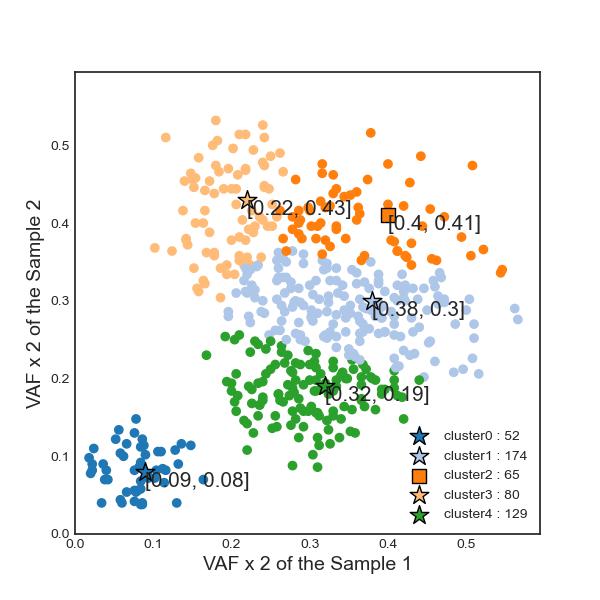 0.5
0.4
0.3
0.2
0.1
0.0
VAF x 2 of the Sample 2
[0.22, 0.43]
[0.4, 0.41]
[0.38, 0.3]
[0.32, 0.19]
[0.09, 0.08]
cluster0 : 52
cluster1 : 174
cluster2 : 65
cluster3 : 80
cluster4 : 129
0.0 0.1 0.2 0.3 0.4 0.5
VAF x 2 of the Sample 1